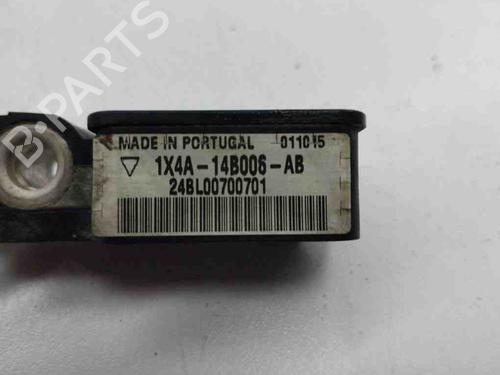 MADE IN PORTUGAL 011015
1X4A-14B006-AB
24BL00700701
B-PARTS